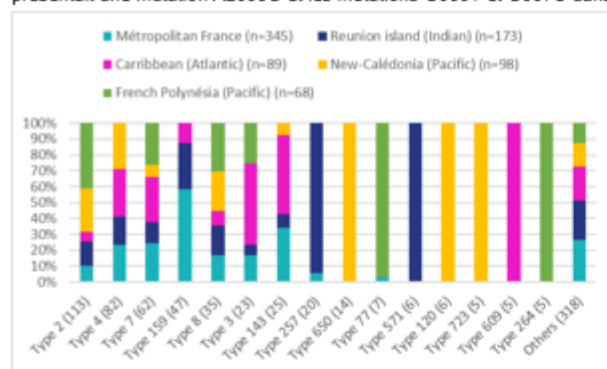 Métropolitan France (n=345) Reunion island (Indian) (n=173)
Carribbean (Atlantic) (n=89) New-Calédonia (Pacific) (n=98)
French Polynésia (Pacific) (n=68)
100%
90%
80%
70%
60%
50%
40%
30%
20%
10%
0%
Type 2 (113)
Type 4 (82)
Type 7 (62)
Type 159 (47)
Type 8 (35)
Type 3 (23)
Type 143 (25)
Type 257 (20)
Type 650 (14)
Type 77 (7)
Type 571 (6)
Type 120 (6)
Type 723 (5)
Type 609 (5)
Type 264 (5)
Others (318)